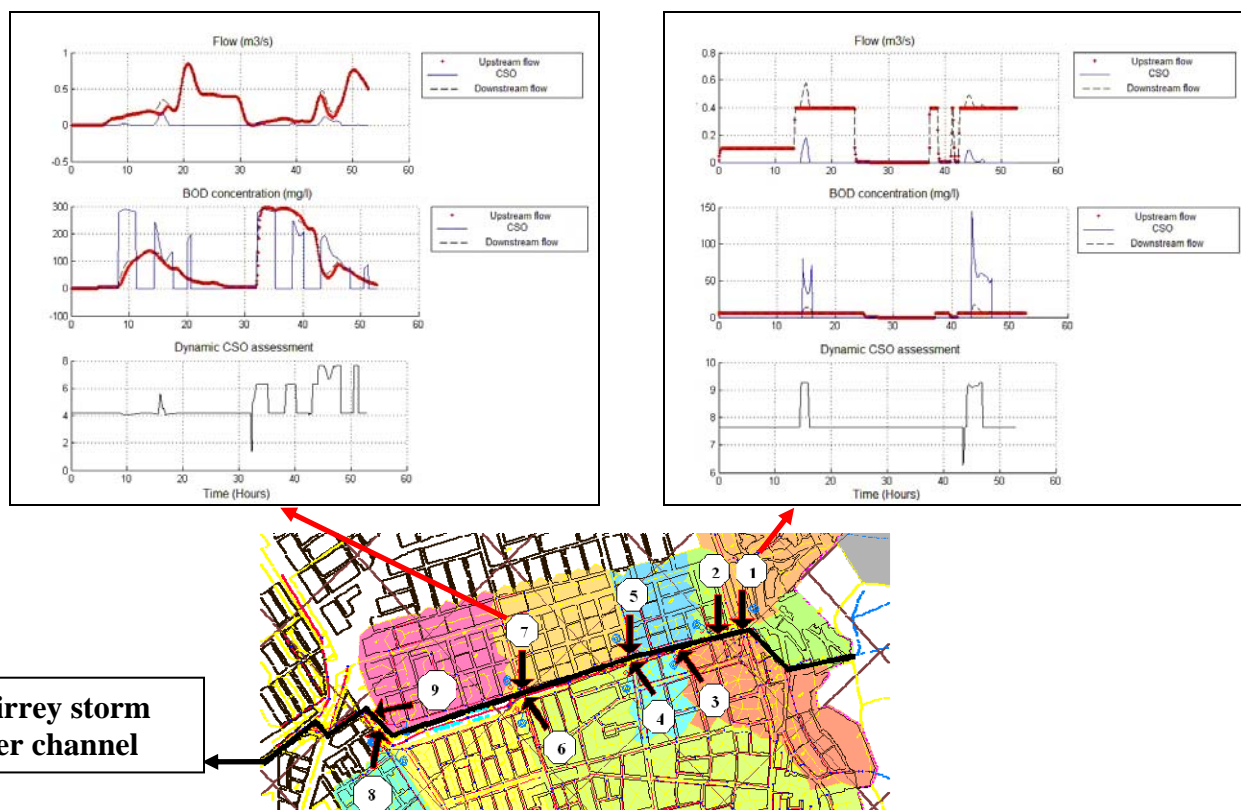 Flow (m3/s)
1
0.5
0
-0.5
0 10 20 30 40 50 60
Upstream flow
CSO
Downstream flow
BOD concentration (mg/l)
300
200
100
0
-100
0 10 20 30 40 50 60
Upstream flow
CSO
Downstream flow
Dynamic CSO assessment
8
6
4
2
0
0 10 20 30 40 50 60
Time (Hours)
Flow (m3/s)
0.8
0.6
0.4
0.2
0
0 10 20 30 40 50 60
Upstream flow
CSO
Downstream flow
BOD concentration (mg/l)
150
100
50
0
0 10 20 30 40 50 60
Upstream flow
CSO
Downstream flow
Dynamic CSO assessment
10
9
8
7
6
0 10 20 30 40 50 60
Time (Hours)
2 1
5
7
9
3
4
6
8
irrey storm
er channel